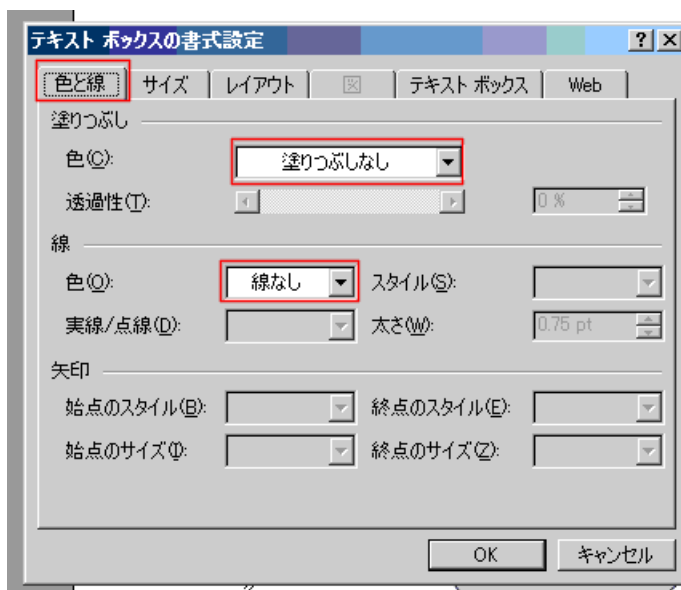 テキスト ボックスの書式設定
色と線 サイズ レイアウト 図 テキスト ボックス Web
塗りつぶし
色(C): 塗りつぶしなし
透過性(T): 0 %
線
色(O): 線なし スタイル(S):
実線/点線(D): 太さ(W): 0.75 pt
矢印
始点のスタイル(B): 終点のスタイル(E):
始点のサイズ(I): 終点のサイズ(Z):
OK キャンセル